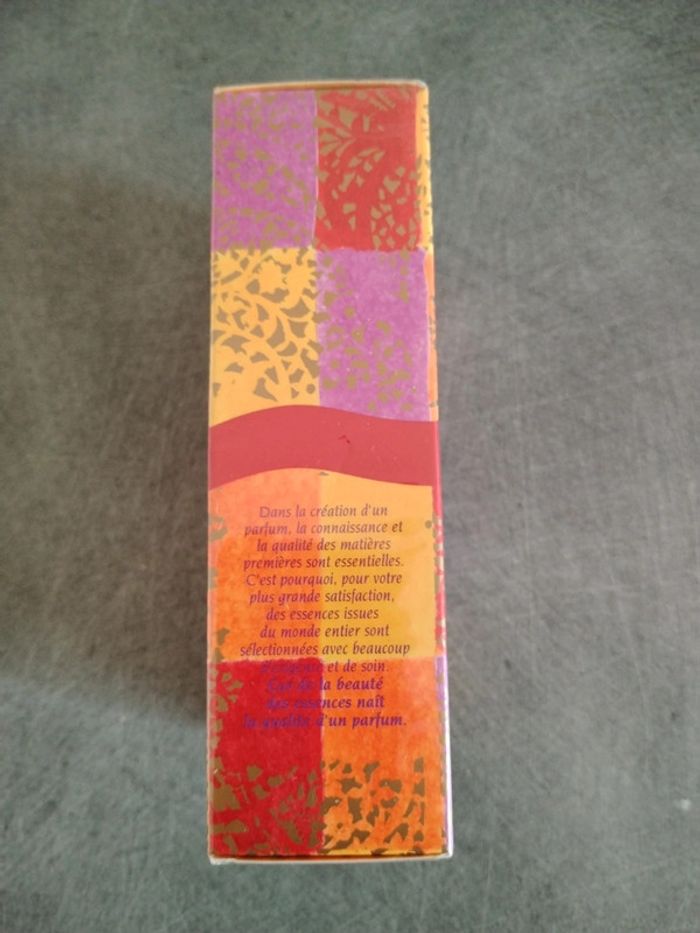 Dans la création d'un
parfum, la connaissance et
la qualité des matières
premières sont essentielles.
C'est pourquoi, pour votre
plus grande satisfaction,
des essences issues
du monde entier sont
sélectionnées avec beaucoup
et de soin.
Car de la beauté
des essences naît
la qualité d'un parfum.